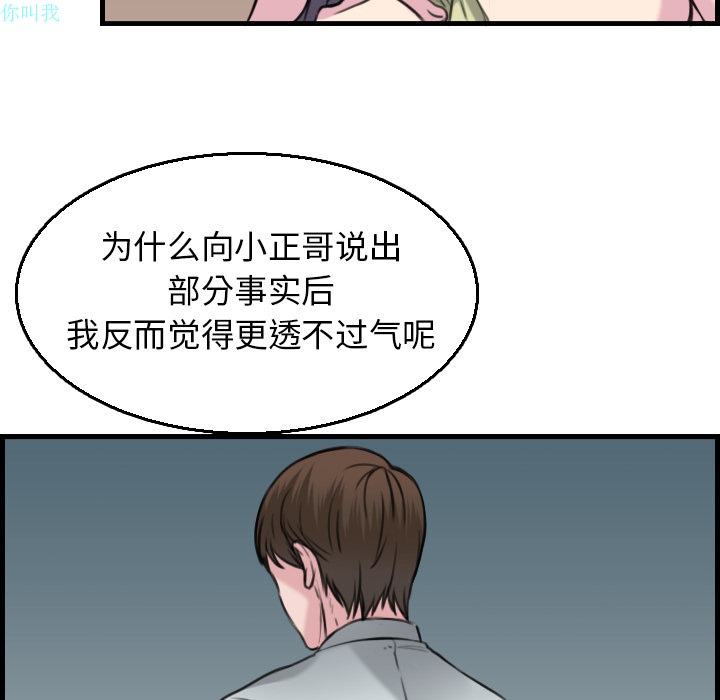 你叫我
为什么向小正哥说出
部分事实后
我反而觉得更透不过气呢